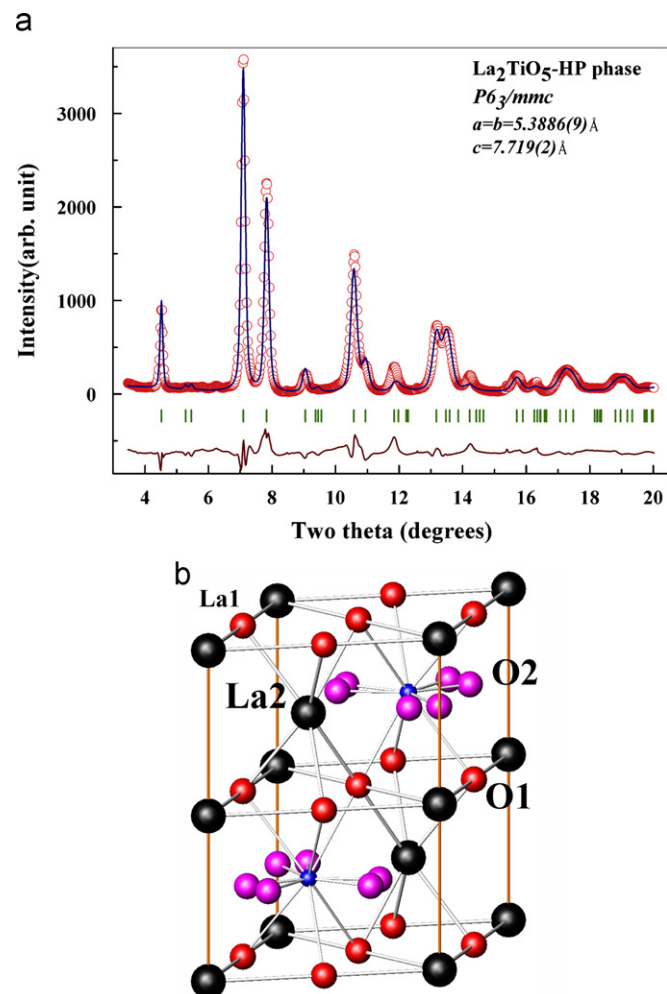 a
La₂TiO₅-HP phase
P6₃/mmc
a=b=5.3886(9)Å
c=7.719(2)Å
Intensity(arb. unit)
3000
2000
1000
0
4 6 8 10 12 14 16 18 20
Two theta (degrees)
b
La1
La2
O2
O1